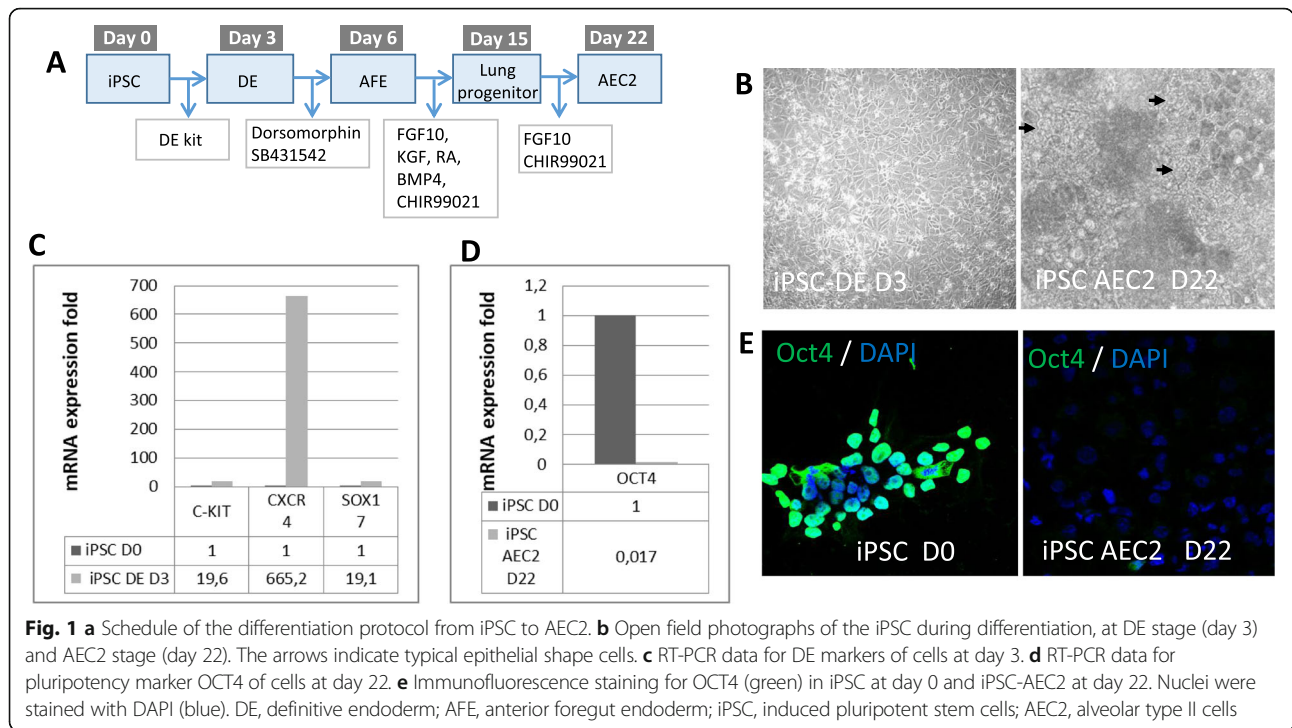 A
Day 0
Day 3
Day 6
Day 15
Day 22
iPSC
DE
AFE
Lung
progenitor
AEC2
DE kit
Dorsomorphin
SB431542
FGF10,
KGF, RA,
BMP4,
CHIR99021
FGF10
CHIR99021
B
iPSC-DE D3
iPSC AEC2 D22
C
mRNA expression fold
700
600
500
400
300
200
100
0
C-KIT
CXCR
4
SOX1
7
iPSC D0 1 1 1
iPSC DE D3 19,6 665,2 19,1
D
mRNA expression fold
1,2
1
0,8
0,6
0,4
0,2
0
OCT4
iPSC D0 1
iPSC
AEC2
D22
0,017
E
Oct4 / DAPI
iPSC D0
Oct4 / DAPI
iPSC AEC2 D22
Fig. 1 a Schedule of the differentiation protocol from iPSC to AEC2. b Open field photographs of the iPSC during differentiation, at DE stage (day 3)
and AEC2 stage (day 22). The arrows indicate typical epithelial shape cells. c RT-PCR data for DE markers of cells at day 3. d RT-PCR data for
pluripotency marker OCT4 of cells at day 22. e Immunofluorescence staining for OCT4 (green) in iPSC at day 0 and iPSC-AEC2 at day 22. Nuclei were
stained with DAPI (blue). DE, definitive endoderm; AFE, anterior foregut endoderm; iPSC, induced pluripotent stem cells; AEC2, alveolar type II cells